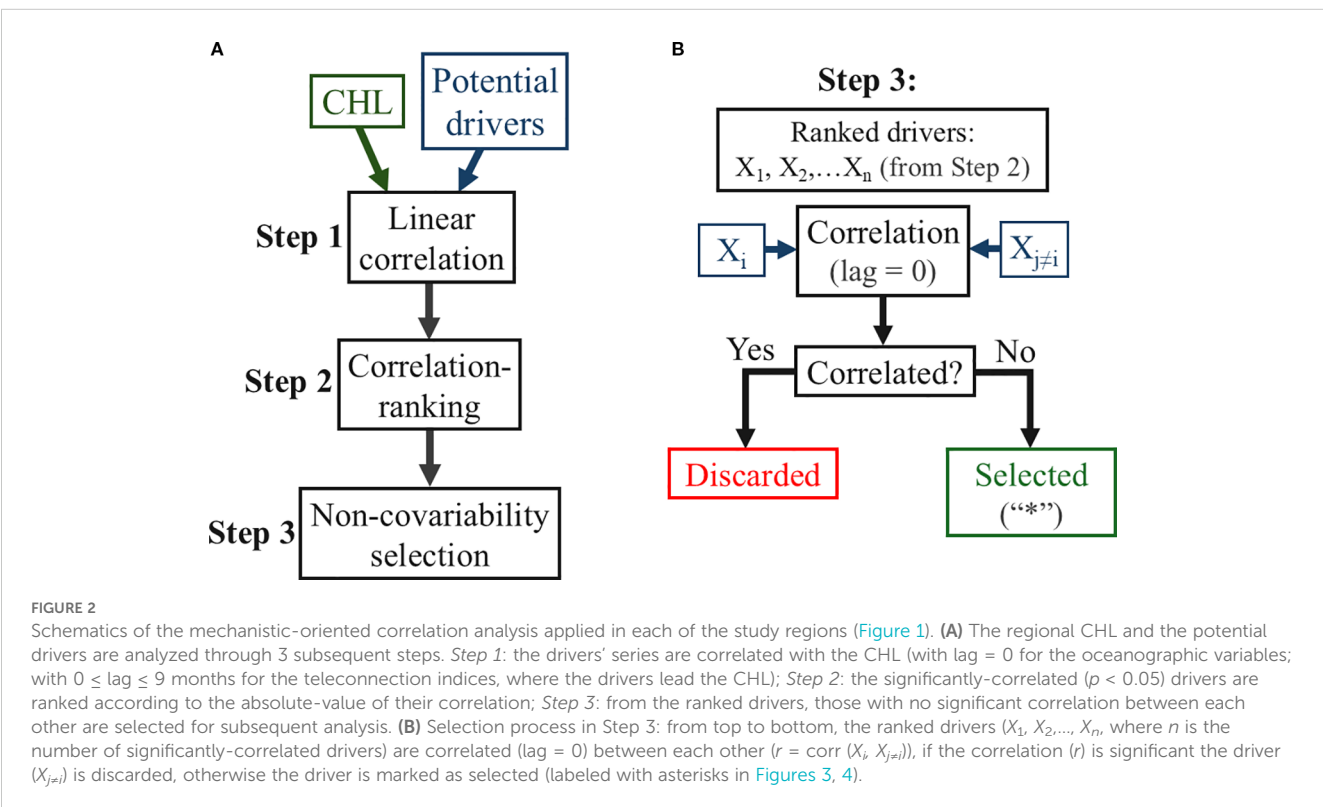 A
CHL
Potential
drivers
Step 1
Linear
correlation
Step 2
Correlation-
ranking
Step 3
Non-covariability
selection
B
Step 3:
Ranked drivers:
X₁, X₂,...Xₙ (from Step 2)
Xᵢ
Correlation
(lag = 0)
Xⱼ≠ᵢ
Yes
No
Correlated?
Discarded
Selected
(“*”)
FIGURE 2
Schematics of the mechanistic-oriented correlation analysis applied in each of the study regions (Figure 1). (A) The regional CHL and the potential
drivers are analyzed through 3 subsequent steps. Step 1: the drivers’ series are correlated with the CHL (with lag = 0 for the oceanographic variables;
with 0 ≤ lag ≤ 9 months for the teleconnection indices, where the drivers lead the CHL); Step 2: the significantly-correlated (p < 0.05) drivers are
ranked according to the absolute-value of their correlation; Step 3: from the ranked drivers, those with no significant correlation between each
other are selected for subsequent analysis. (B) Selection process in Step 3: from top to bottom, the ranked drivers (X₁, X₂,..., Xₙ, where n is the
number of significantly-correlated drivers) are correlated (lag = 0) between each other (r = corr (Xᵢ, Xⱼ≠ᵢ)), if the correlation (r) is significant the driver
(Xⱼ≠ᵢ) is discarded, otherwise the driver is marked as selected (labeled with asterisks in Figures 3, 4).